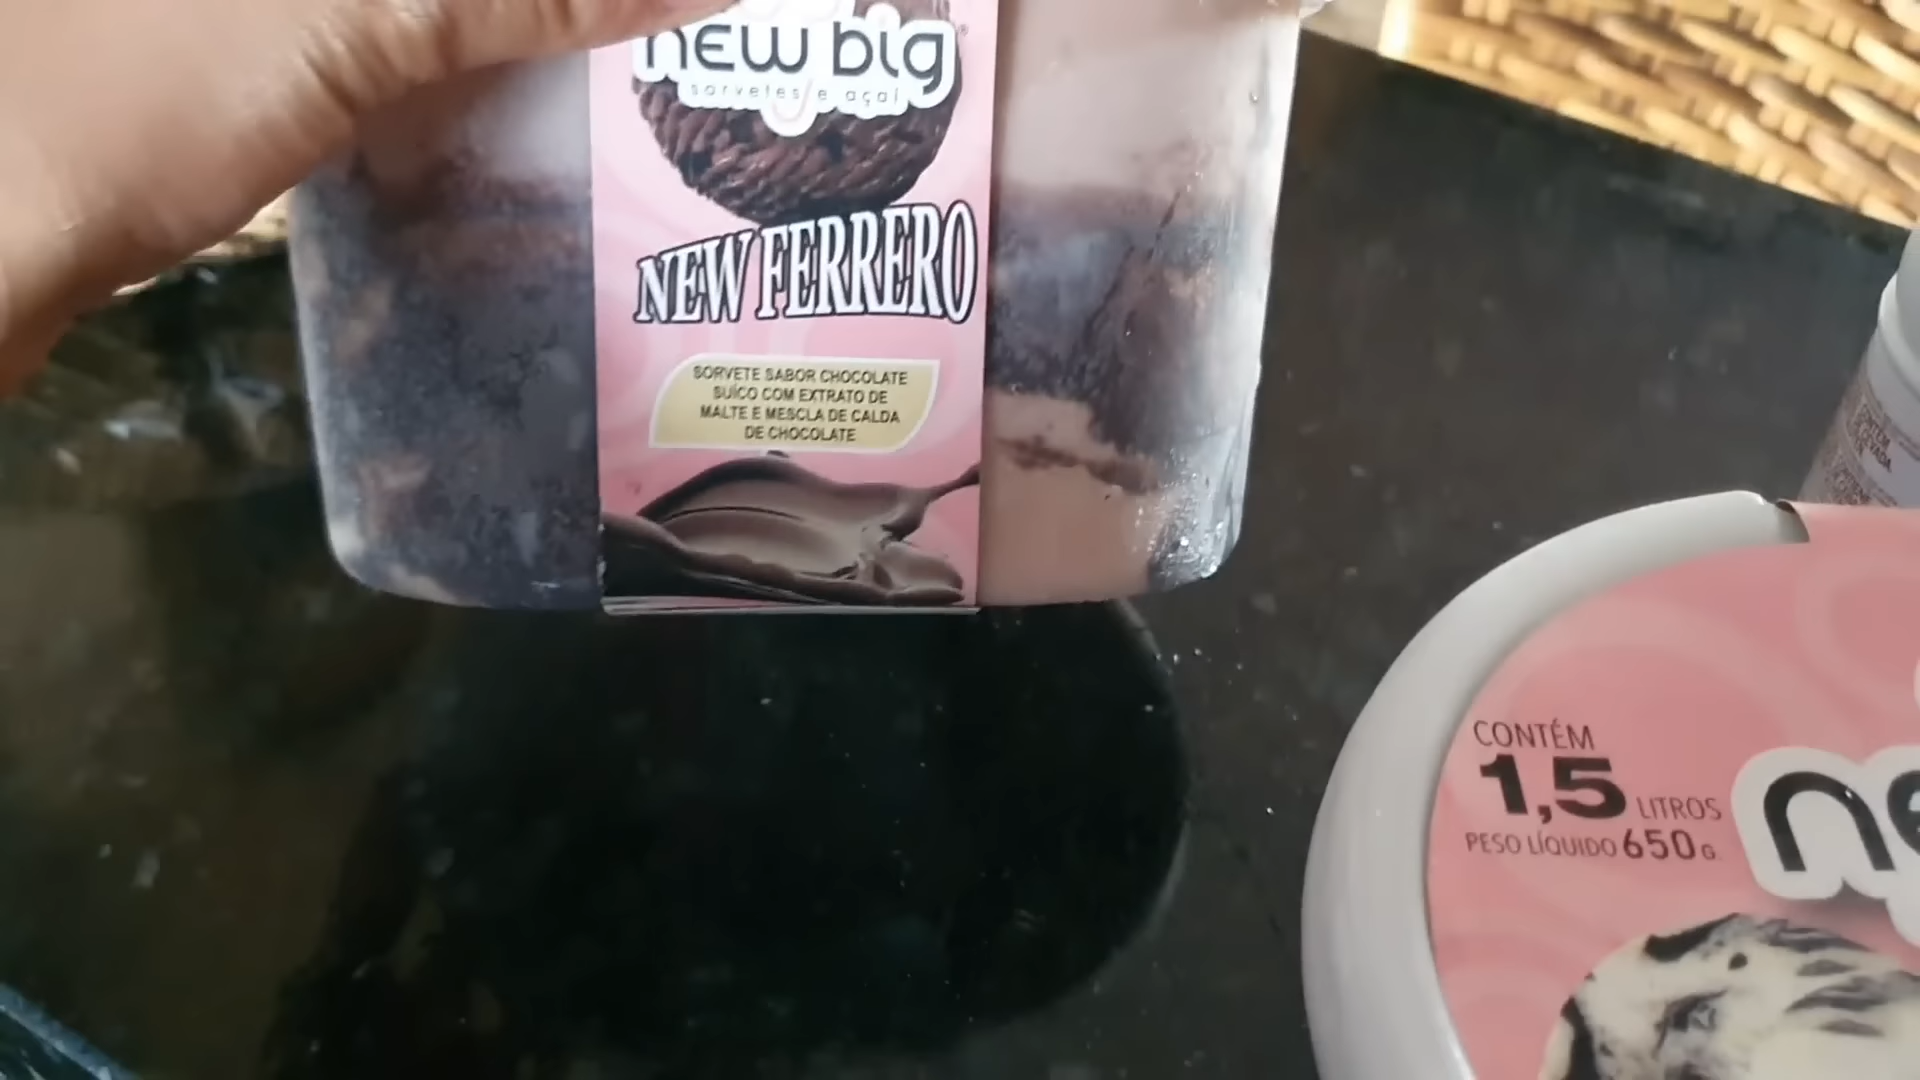 new big
sorvetes e açaí
NEW FERRERO
SORVETE SABOR CHOCOLATE
SUÍCO COM EXTRATO DE
MALTE E MESCLA DE CALDA
DE CHOCOLATE
CONTÉM
1,5 LITROS
PESO LÍQUIDO 650 G.
ne